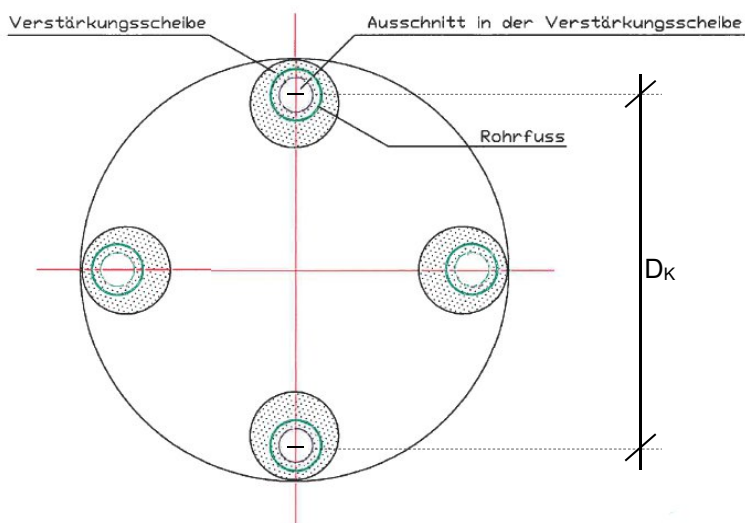 Verstärkungsscheibe
Ausschnitt in der Verstärkungsscheibe
Rohrfuss
DK